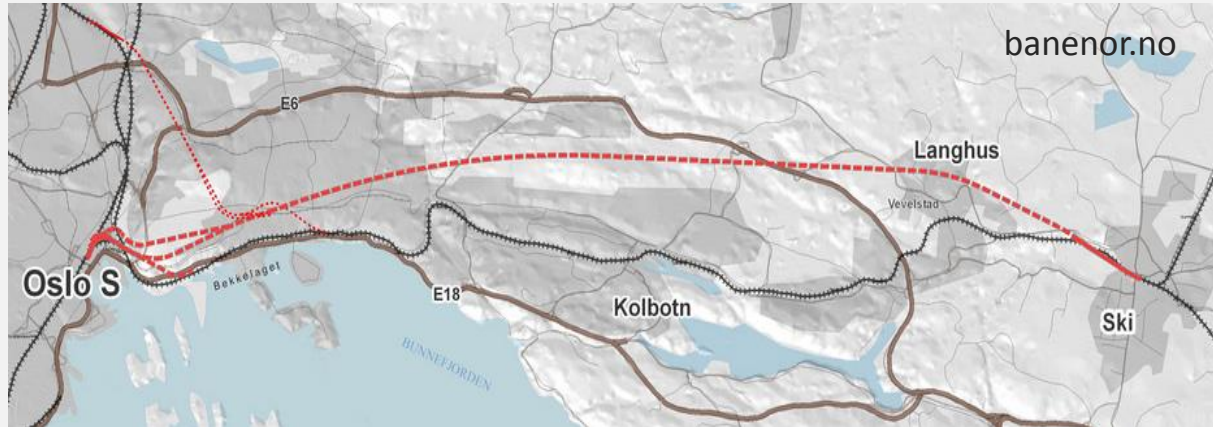 banenor.no
E6
Langhus
Vevelstad
Oslo S
Bekkelaget
E18
Kolbotn
Ski
BUNNEFJORDEN